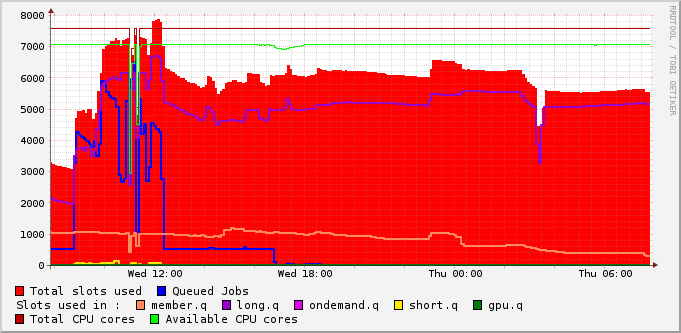 8000
7000
6000
5000
4000
3000
2000
1000
0
Wed 12:00 Wed 18:00 Thu 00:00 Thu 06:00
Total slots used Queued Jobs
Slots used in : member.q long.q ondemand.q short.q gpu.q
Total CPU cores Available CPU cores
RRDTOOL / TOBI OETIKER